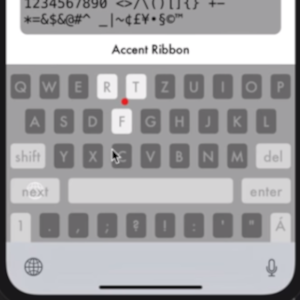 1234567890 <>/\()[]{} +−
*=&$&@#^ _|~¢£¥•§©™
Accent Ribbon
Q W E R T Z U I O P
A S D F G H J K L
shift Y X C V B N M del
next enter
1 . , ; ? ! : ' " Á